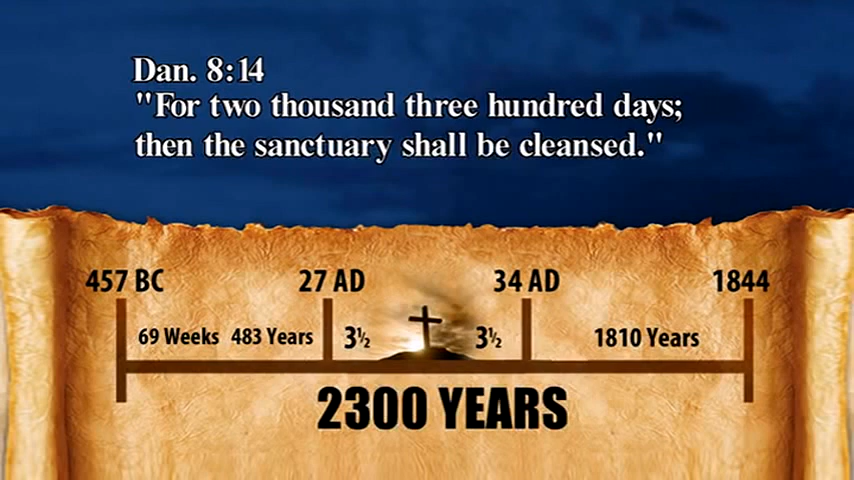 Dan. 8:14
"For two thousand three hundred days;
then the sanctuary shall be cleansed."
457 BC 27 AD 34 AD 1844
69 Weeks 483 Years 3½ 3½ 1810 Years
2300 YEARS